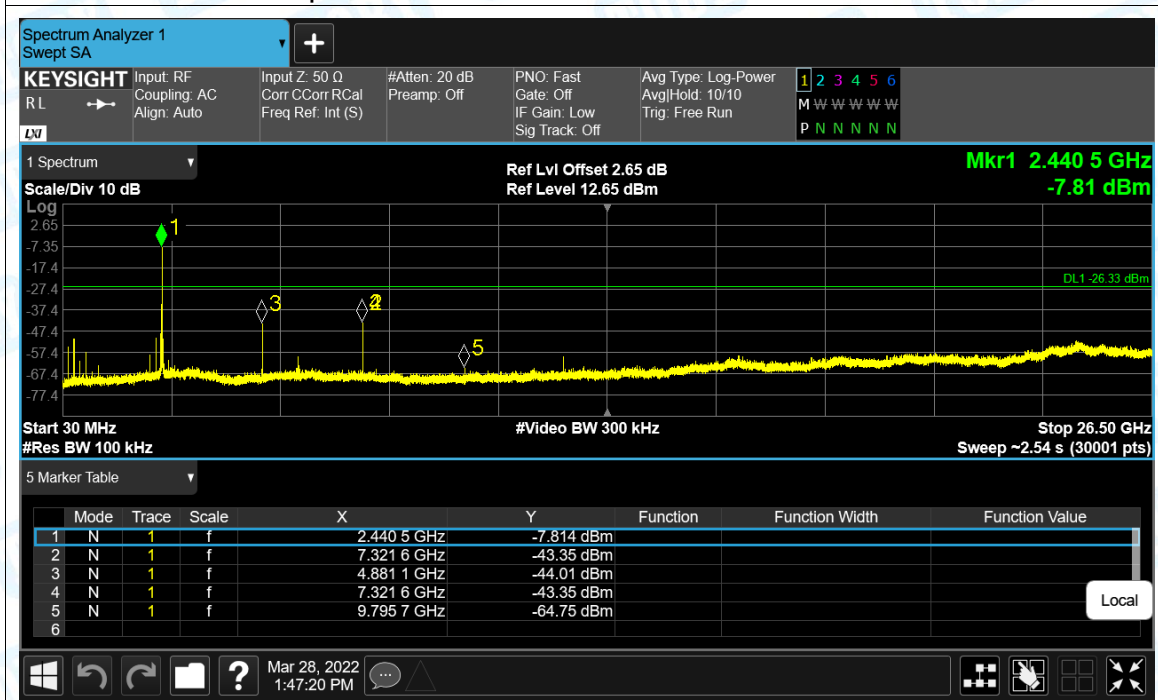 Spectrum Analyzer 1
Swept SA
+
KEYSIGHT
RL
LXI
Input: RF
Coupling: AC
Align: Auto
Input Z: 50 Ω
Corr CCorr RCal
Freq Ref: Int (S)
#Atten: 20 dB
Preamp: Off
PNO: Fast
Gate: Off
IF Gain: Low
Sig Track: Off
Avg Type: Log-Power
Avg|Hold: 10/10
Trig: Free Run
1 2 3 4 5 6
M W W W W W
P N N N N N
1 Spectrum
Scale/Div 10 dB
Ref Lvl Offset 2.65 dB
Ref Level 12.65 dBm
Mkr1 2.440 5 GHz
-7.81 dBm
Log
2.65
-7.35
-17.4
-27.4
-37.4
-47.4
-57.4
-67.4
-77.4
1
3
2
5
DL1 -26.33 dBm
Start 30 MHz
#Res BW 100 kHz
#Video BW 300 kHz
Stop 26.50 GHz
Sweep ~2.54 s (30001 pts)
5 Marker Table
Mode Trace Scale X Y Function Function Width Function Value
1 N 1 f 2.440 5 GHz -7.814 dBm
2 N 1 f 7.321 6 GHz -43.35 dBm
3 N 1 f 4.881 1 GHz -44.01 dBm
4 N 1 f 7.321 6 GHz -43.35 dBm
5 N 1 f 9.795 7 GHz -64.75 dBm
6
Local
?
Mar 28, 2022
1:47:20 PM